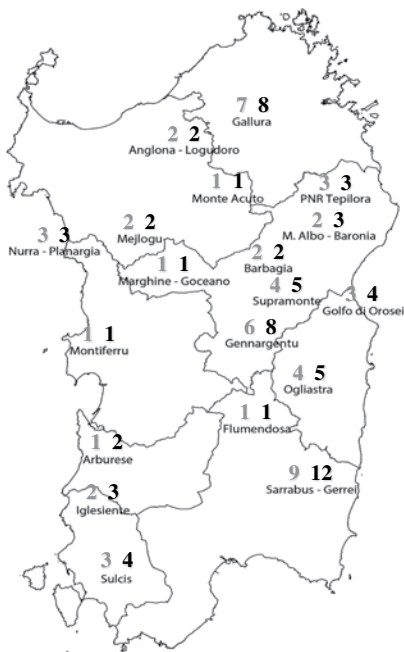 7 8
Gallura
2 2
Anglona - Logudoro
1 1
Monte Acuto
3 3
PNR Tepilora
2 3
M. Albo - Baronia
2 2
Mejlogu
3 3
Nurra - Planargia
1 1
Marghine - Goceano
2 2
Barbagia
4 5
Supramonte
3 4
Golfo di Orosei
1 1
Montiferru
6 8
Gennargentu
4 5
Ogliastra
1 1
Flumendosa
1 2
Arburese
9 12
Sarrabus - Gerrei
2 3
Iglesiente
3 4
Sulcis